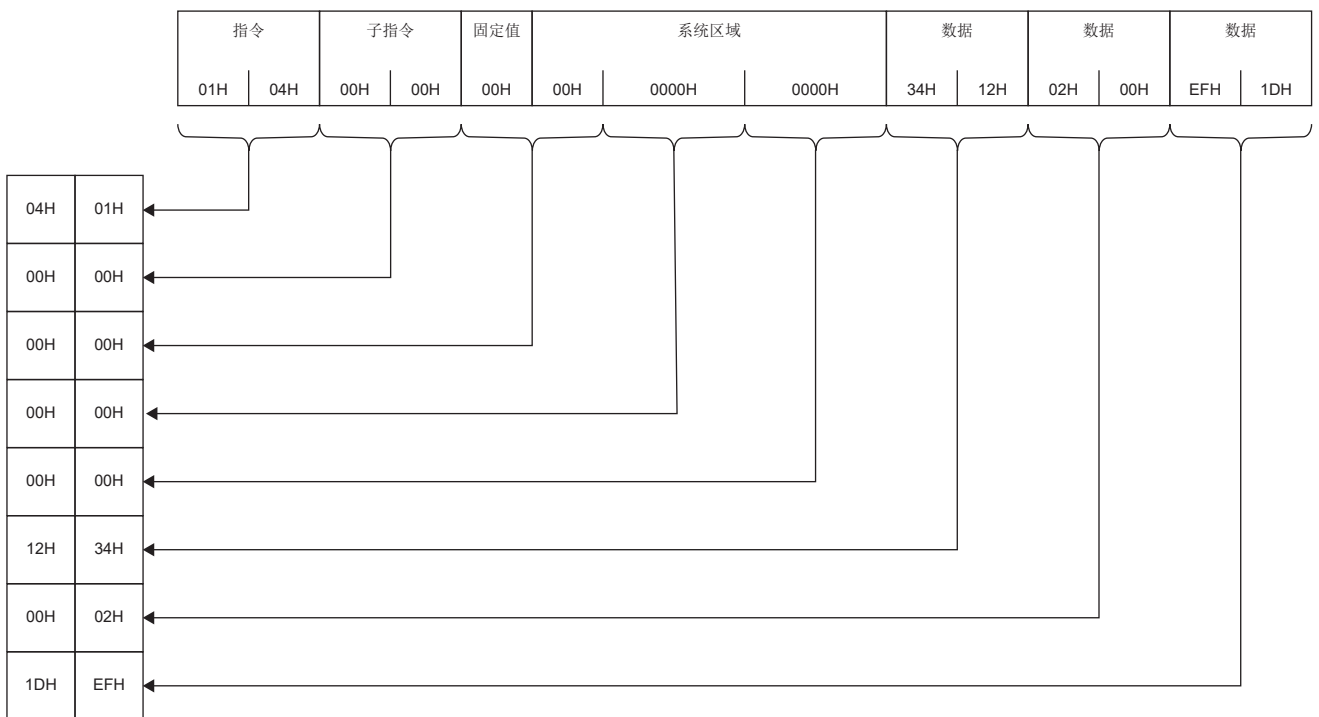 指令 子指令 固定值 系统区域 数据 数据 数据
01H 04H 00H 00H 00H 00H 0000H 0000H 34H 12H 02H 00H EFH 1DH
04H 01H
00H 00H
00H 00H
00H 00H
00H 00H
12H 34H
00H 02H
1DH EFH